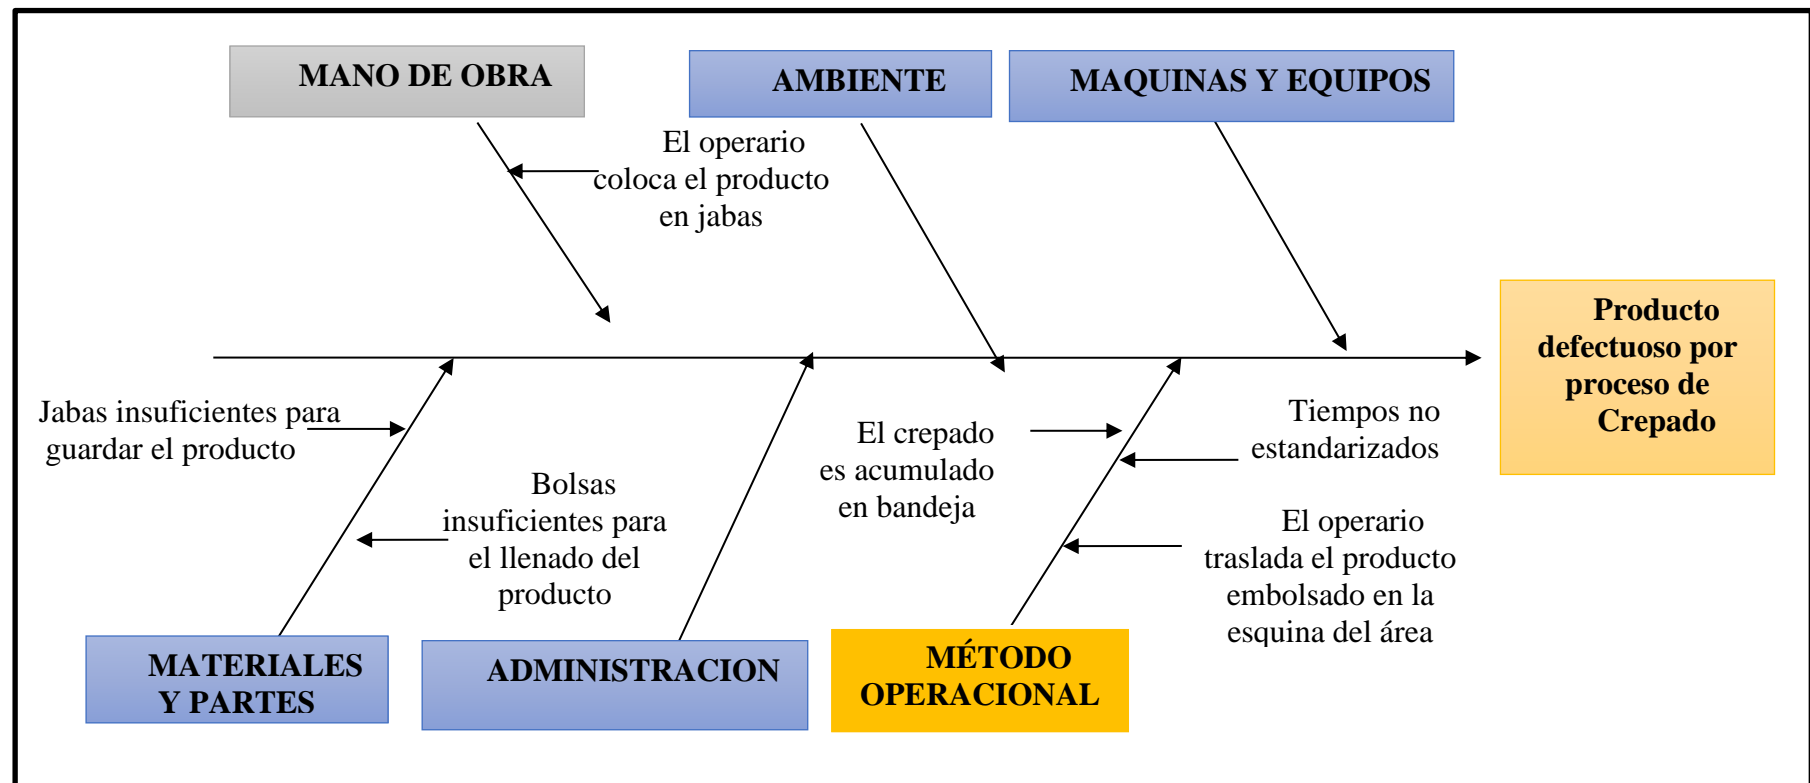 MANO DE OBRA
AMBIENTE
MAQUINAS Y EQUIPOS
El operario
coloca el producto
en jabas
Producto
defectuoso por
proceso de
Crepado
Jabas insuficientes para
guardar el producto
Bolsas
insuficientes para
el llenado del
producto
El crepado
es acumulado
en bandeja
Tiempos no
estandarizados
El operario
traslada el producto
embolsado en la
esquina del área
MATERIALES
Y PARTES
ADMINISTRACION
MÉTODO
OPERACIONAL